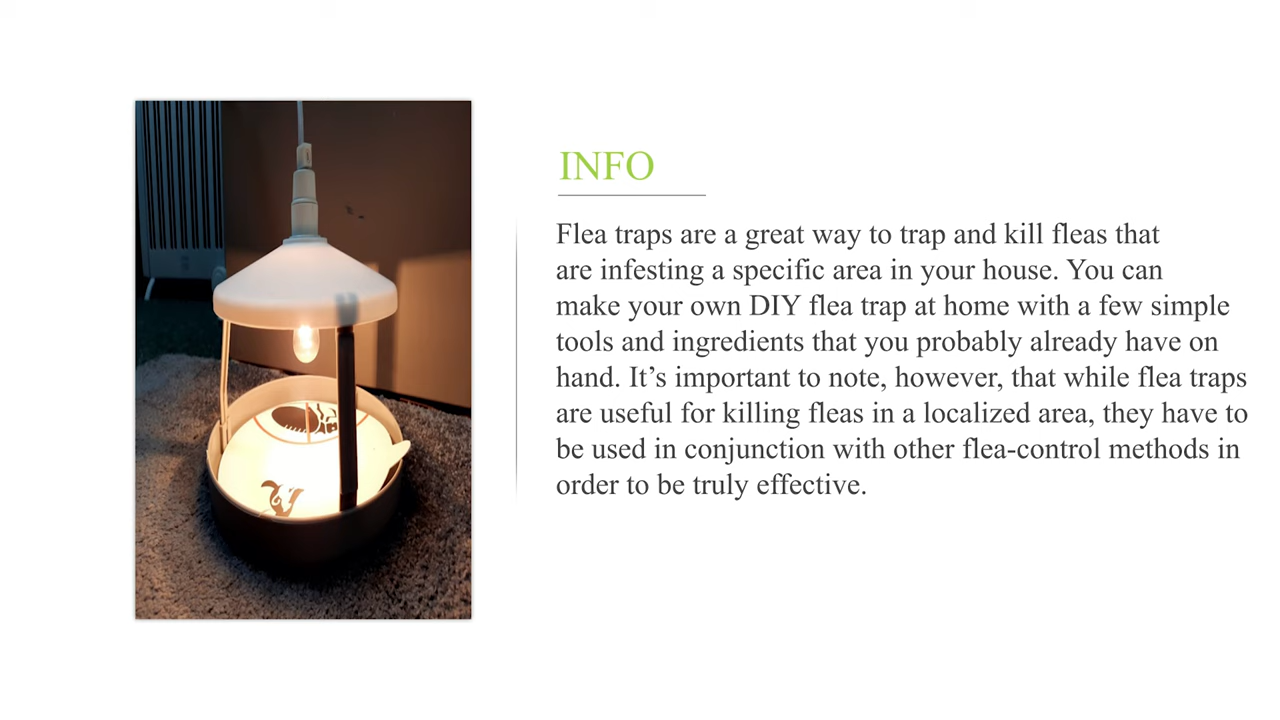 INFO
Flea traps are a great way to trap and kill fleas that
are infesting a specific area in your house. You can
make your own DIY flea trap at home with a few simple
tools and ingredients that you probably already have on
hand. It’s important to note, however, that while flea traps
are useful for killing fleas in a localized area, they have to
be used in conjunction with other flea-control methods in
order to be truly effective.